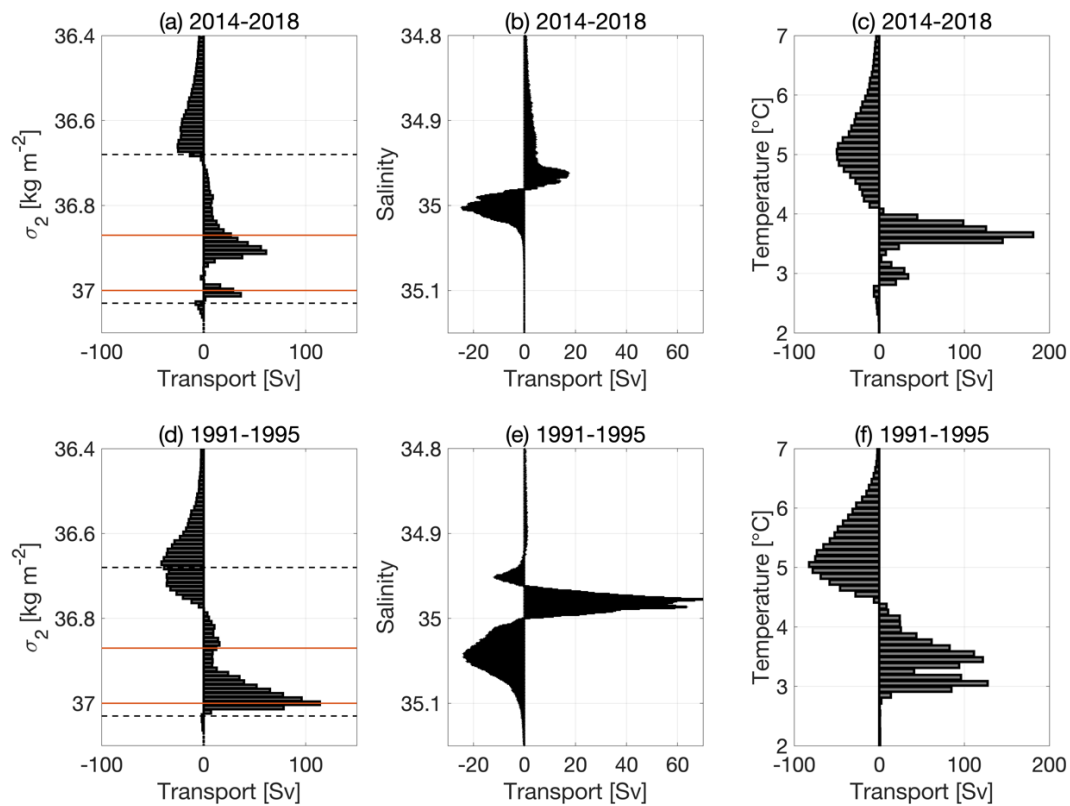 (a) 2014-2018
36.4
36.6
36.8
37
σ2 [kg m-2]
-100 0 100
Transport [Sv]
(b) 2014-2018
34.8
34.9
35
35.1
Salinity
-20 0 20 40 60
Transport [Sv]
(c) 2014-2018
7
6
5
4
3
2
Temperature [°C]
-100 0 100 200
Transport [Sv]
(d) 1991-1995
36.4
36.6
36.8
37
σ2 [kg m-2]
-100 0 100
Transport [Sv]
(e) 1991-1995
34.8
34.9
35
35.1
Salinity
-20 0 20 40 60
Transport [Sv]
(f) 1991-1995
7
6
5
4
3
2
Temperature [°C]
-100 0 100 200
Transport [Sv]